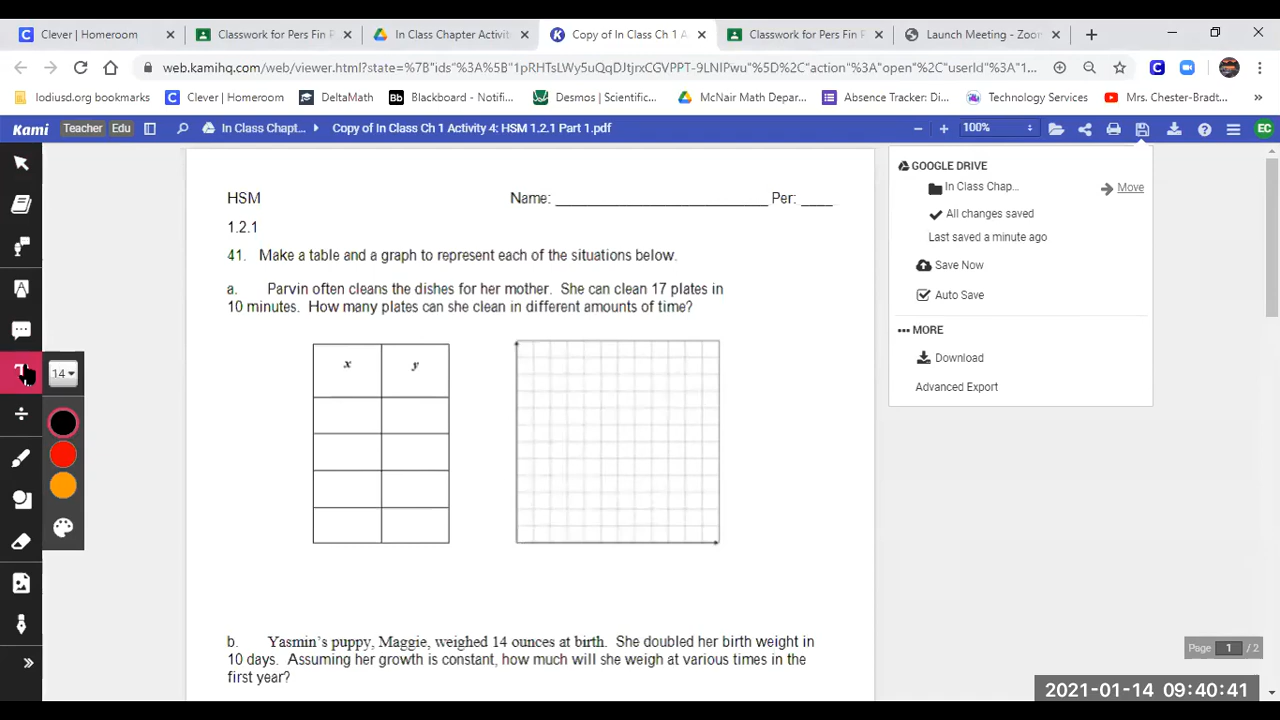 Clever | Homeroom
Classwork for Pers Fin P
In Class Chapter Activit
Copy of In Class Ch 1 A
Classwork for Pers Fin P
Launch Meeting - Zoo
web.kamihq.com/web/viewer.html?state=%7B"ids"%3A%5B"1pRHTsLWy5uQqDJtjrxCGVPPT-9LNIPwu"%5D%2C"action"%3A"open"%2C"userId"%3A"1...
lodiusd.org bookmarks
Clever | Homeroom
DeltaMath
Bb
Blackboard - Notifi...
Desmos | Scientific...
McNair Math Depar...
Absence Tracker: Di...
Technology Services
Mrs. Chester-Bradt...
»
Kami
Teacher
Edu
In Class Chapt...
Copy of In Class Ch 1 Activity 4: HSM 1.2.1 Part 1.pdf
100%
EC
GOOGLE DRIVE
In Class Chap...
Move
All changes saved
Last saved a minute ago
Save Now
Auto Save
MORE
Download
Advanced Export
14
HSM
Name: ____________________________ Per: ____
1.2.1
41. Make a table and a graph to represent each of the situations below.
a. Parvin often cleans the dishes for her mother. She can clean 17 plates in
10 minutes. How many plates can she clean in different amounts of time?
x y
b. Yasmin's puppy, Maggie, weighed 14 ounces at birth. She doubled her birth weight in
10 days. Assuming her growth is constant, how much will she weigh at various times in the
first year?
Page 1 / 2
2021-01-14 09:40:41